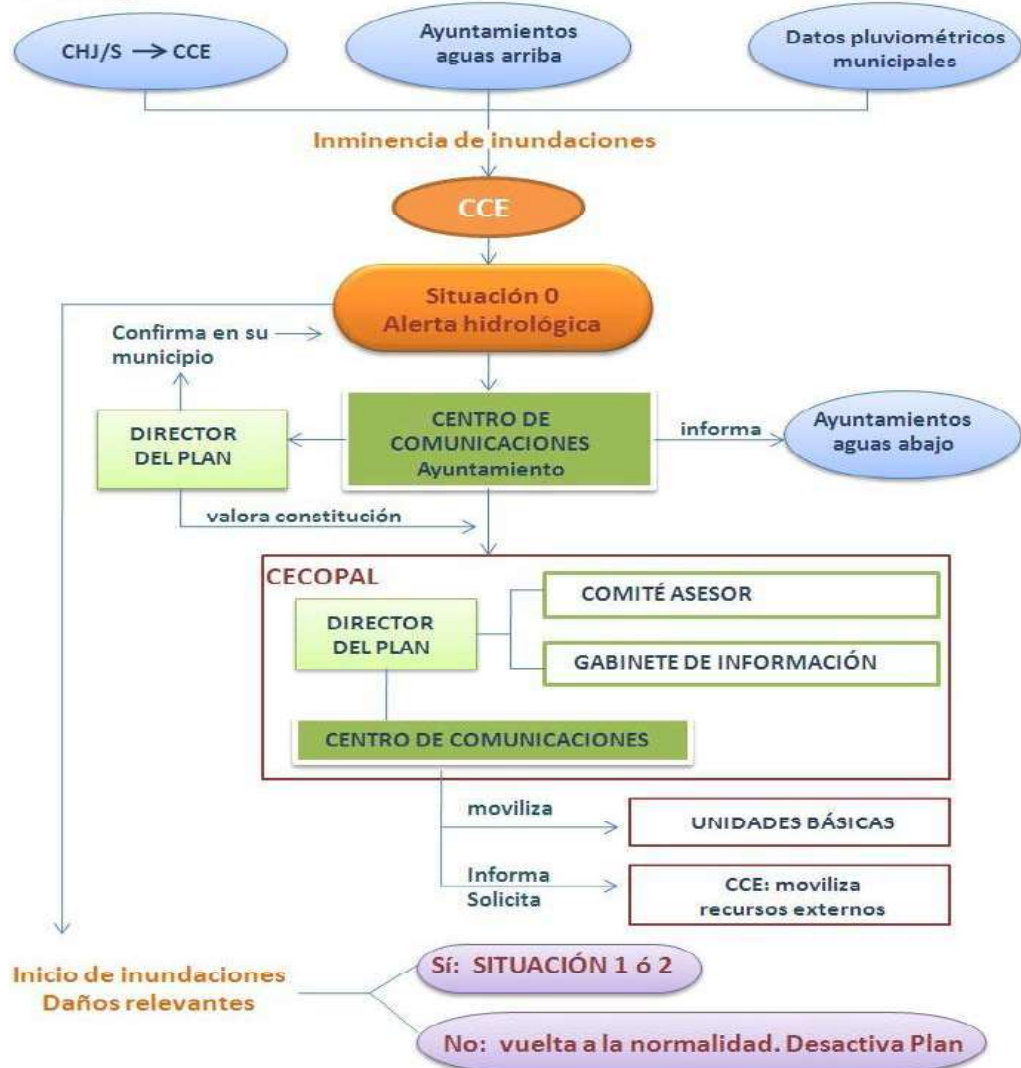 CHJ/S → CCE
Ayuntamientos
aguas arriba
Datos pluviométricos
municipales
Inminencia de inundaciones
CCE
Situación 0
Alerta hidrológica
Confirma en su
municipio
DIRECTOR
DEL PLAN
CENTRO DE
COMUNICACIONES
Ayuntamiento
informa
Ayuntamientos
aguas abajo
valora constitución
CECOPAL
DIRECTOR
DEL PLAN
COMITÉ ASESOR
GABINETE DE INFORMACIÓN
CENTRO DE COMUNICACIONES
moviliza
UNIDADES BÁSICAS
Informa
Solicita
CCE: moviliza
recursos externos
Inicio de inundaciones
Daños relevantes
Sí: SITUACIÓN 1 ó 2
No: vuelta a la normalidad. Desactiva Plan